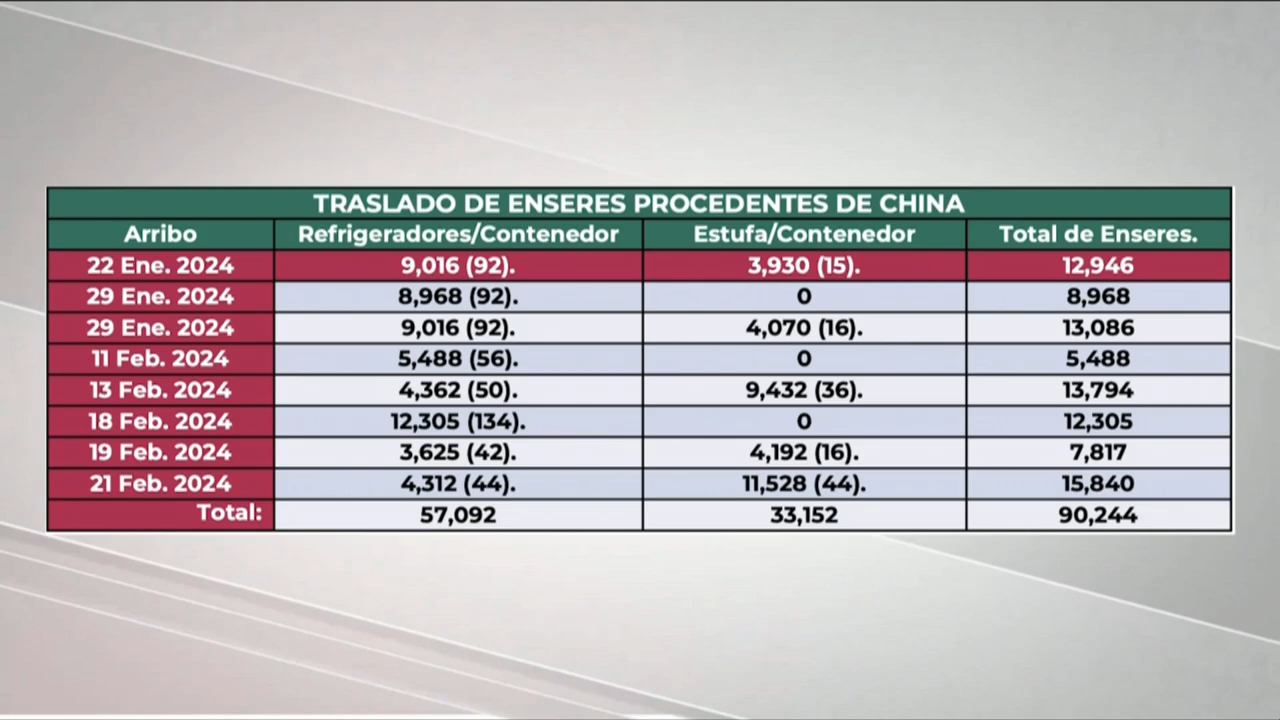 TRASLADO DE ENSERES PROCEDENTES DE CHINA
Arribo Refrigeradores/Contenedor Estufa/Contenedor Total de Enseres.
22 Ene. 2024 9,016 (92). 3,930 (15). 12,946
29 Ene. 2024 8,968 (92). 0 8,968
29 Ene. 2024 9,016 (92). 4,070 (16). 13,086
11 Feb. 2024 5,488 (56). 0 5,488
13 Feb. 2024 4,362 (50). 9,432 (36). 13,794
18 Feb. 2024 12,305 (134). 0 12,305
19 Feb. 2024 3,625 (42). 4,192 (16). 7,817
21 Feb. 2024 4,312 (44). 11,528 (44). 15,840
Total: 57,092 33,152 90,244